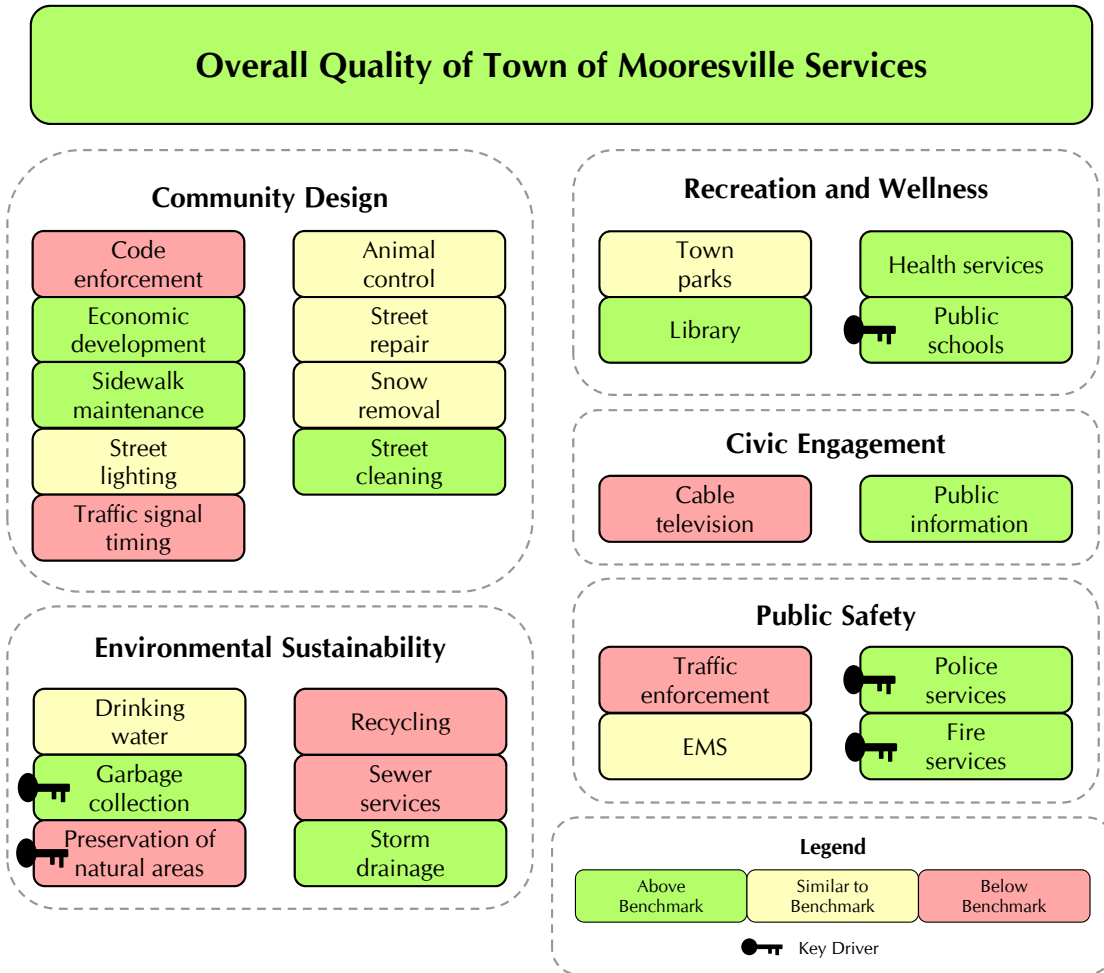 Overall Quality of Town of Mooresville Services
Community Design
Code
enforcement
Economic
development
Sidewalk
maintenance
Street
lighting
Traffic signal
timing
Animal
control
Street
repair
Snow
removal
Street
cleaning
Environmental Sustainability
Drinking
water
Garbage
collection
Preservation of
natural areas
Recycling
Sewer
services
Storm
drainage
Recreation and Wellness
Town
parks
Library
Health services
Public
schools
Civic Engagement
Cable
television
Public
information
Public Safety
Traffic
enforcement
EMS
Police
services
Fire
services
Legend
Above
Benchmark
Similar to
Benchmark
Below
Benchmark
Key Driver